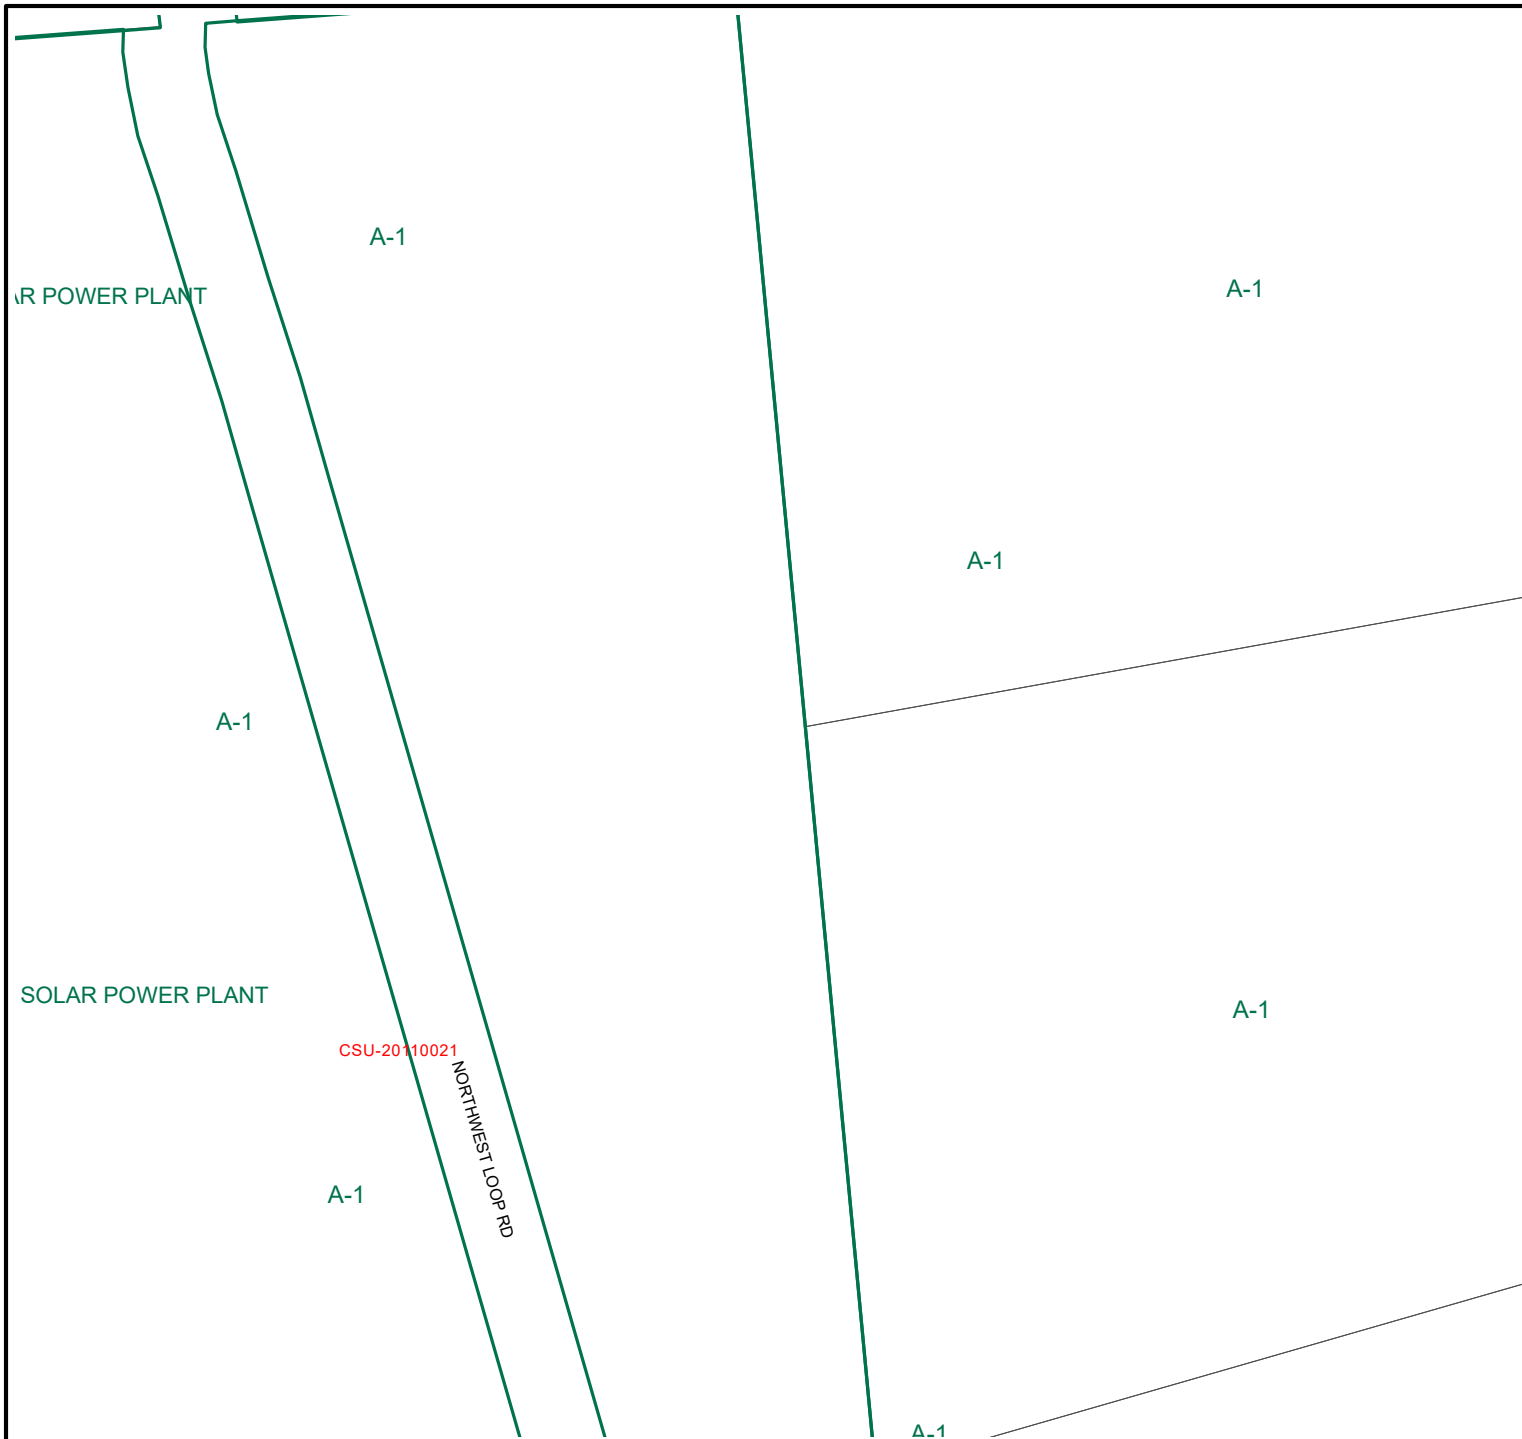 A-1
A-1
AR POWER PLANT
A-1
A-1
SOLAR POWER PLANT
A-1
CSU-20110021
NORTHWEST LOOP RD
A-1
A-1